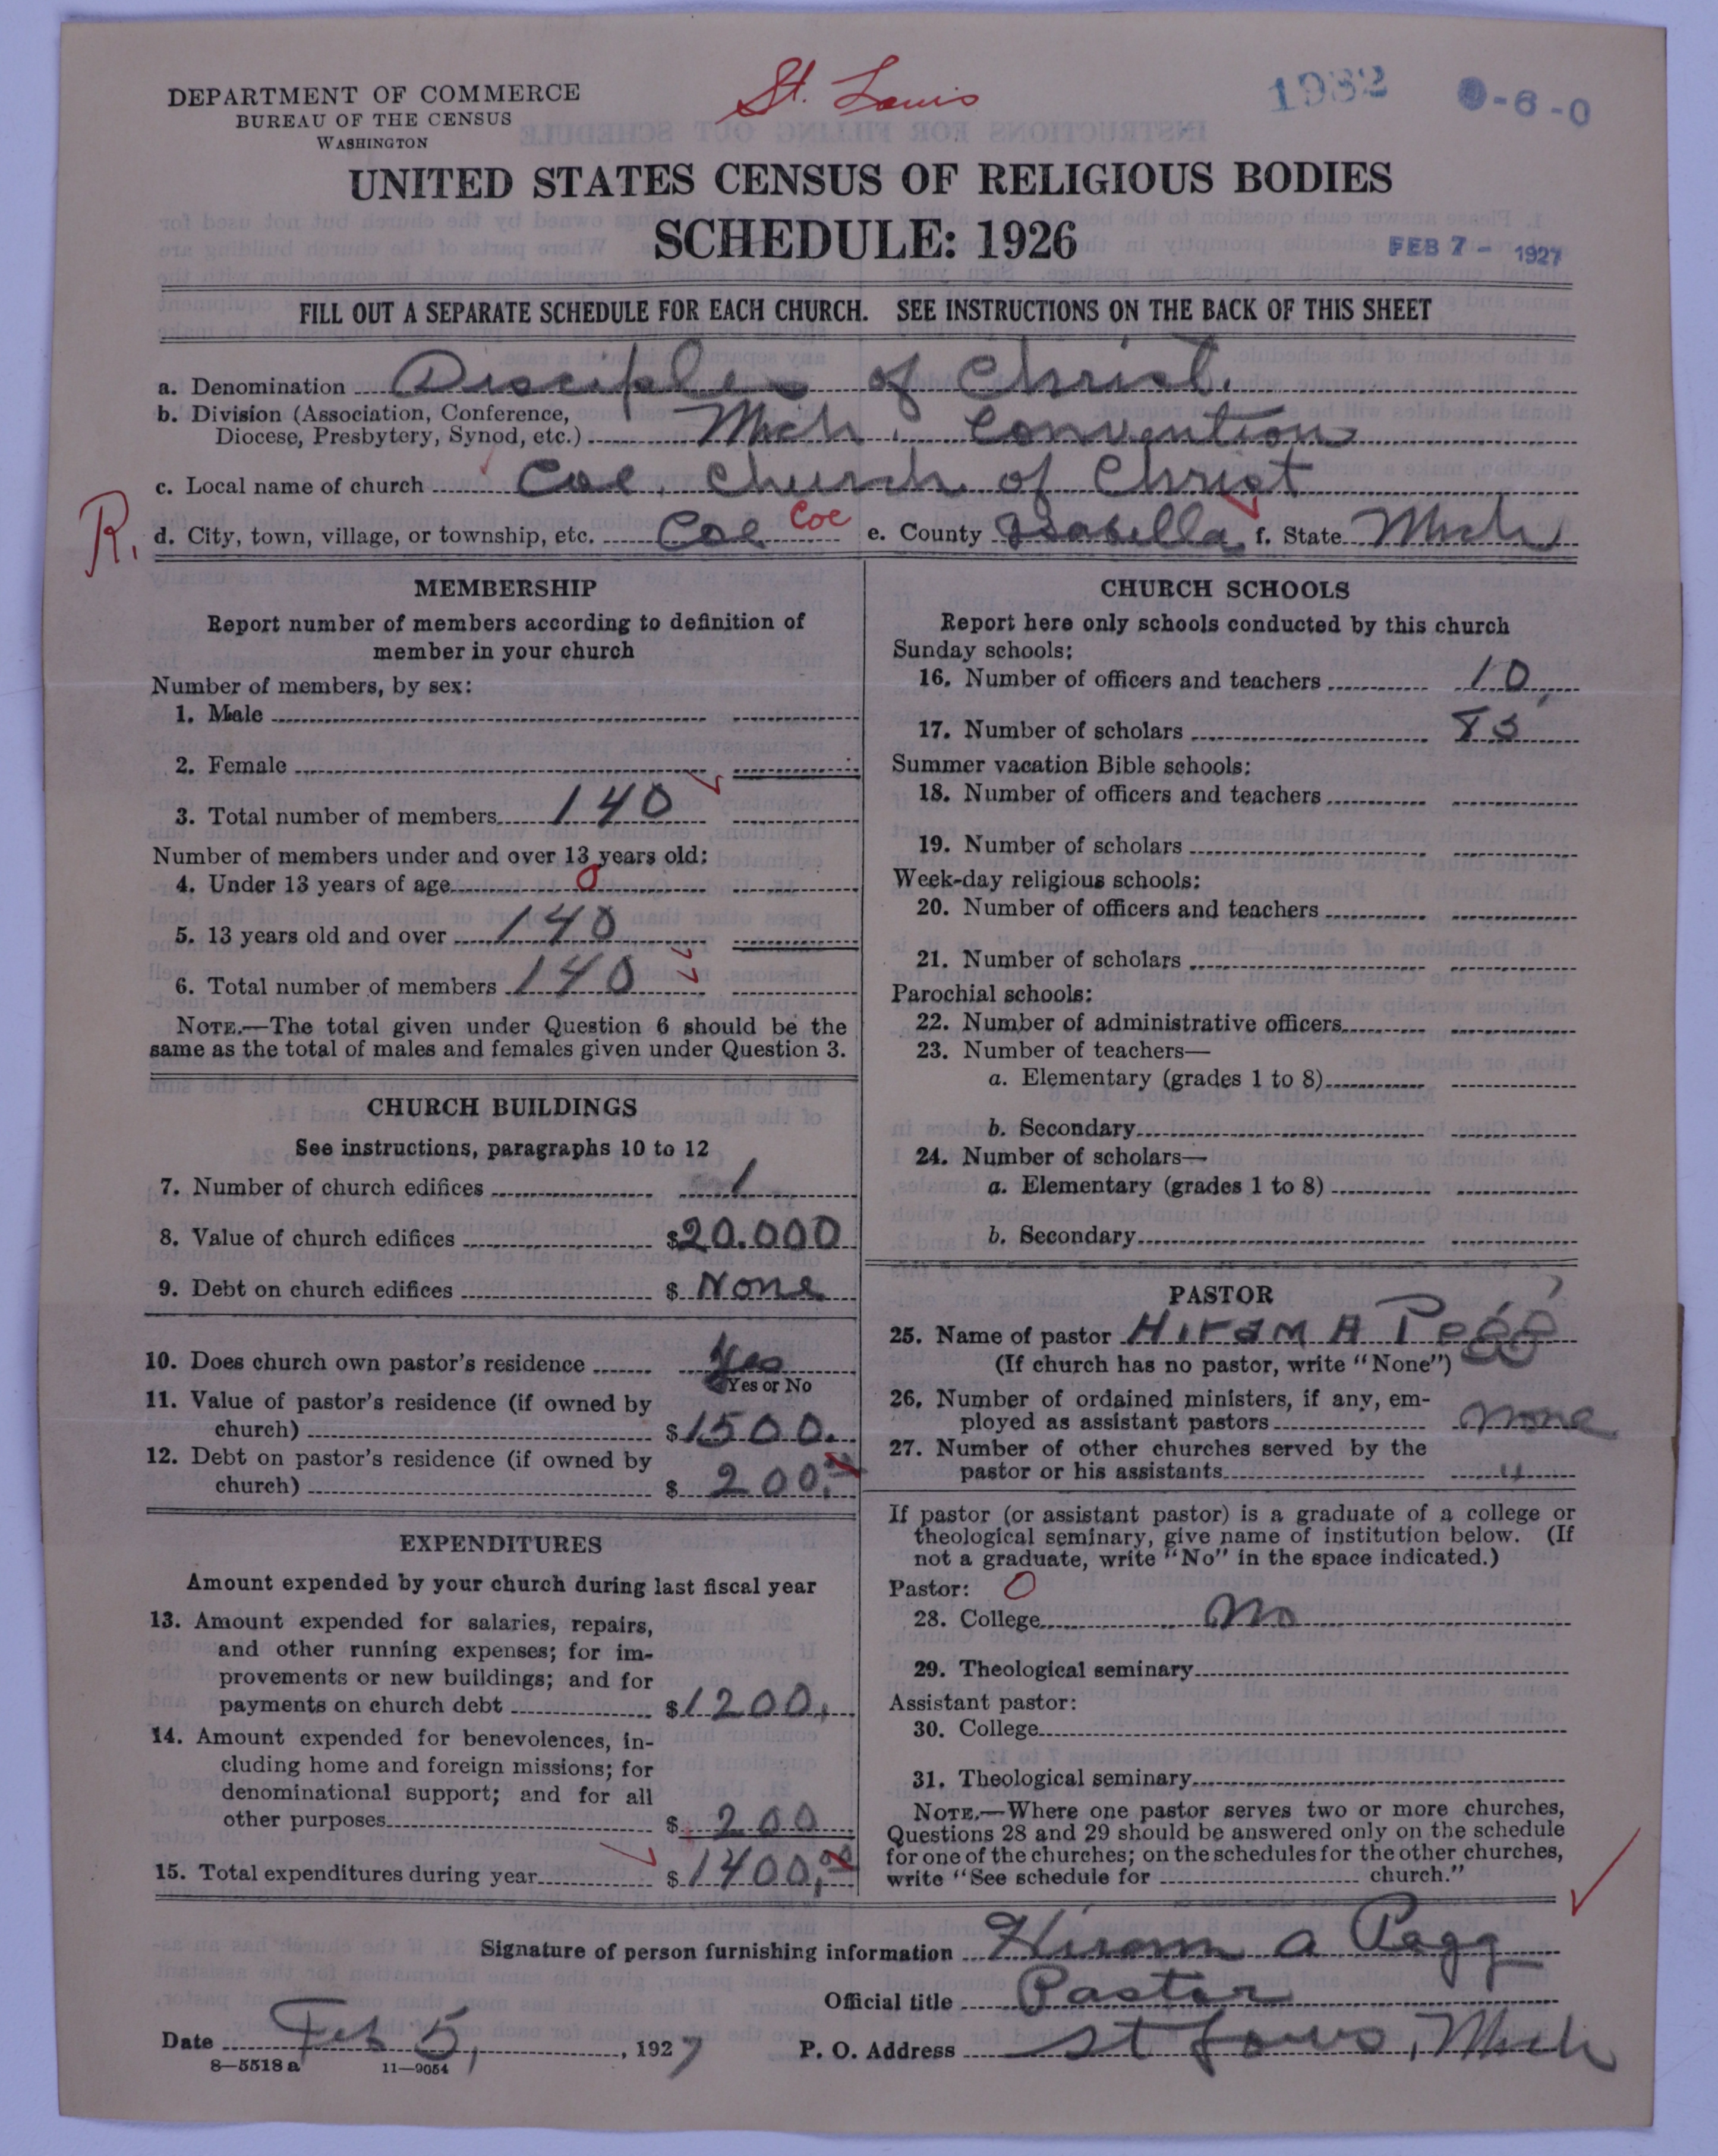 St. Louis
1932
0-6-0
DEPARTMENT OF COMMERCE
BUREAU OF THE CENSUS
WASHINGTON
UNITED STATES CENSUS OF RELIGIOUS BODIES
SCHEDULE: 1926
FEB 7 - 1927
FILL OUT A SEPARATE SCHEDULE FOR EACH CHURCH. SEE INSTRUCTIONS ON THE BACK OF THIS SHEET
a. Denomination Disciples of Christ.
b. Division (Association, Conference,
Diocese, Presbytery, Synod, etc.) Mich. Convention
c. Local name of church Coe. Church of Christ
R. d. City, town, village, or township, etc. Coe Coe e. County Isabella f. State Mich
MEMBERSHIP
Report number of members according to definition of
member in your church
Number of members, by sex:
1. Male
2. Female
3. Total number of members 140
Number of members under and over 13 years old:
4. Under 13 years of age 0
5. 13 years old and over 140
6. Total number of members 140
NOTE.—The total given under Question 6 should be the
same as the total of males and females given under Question 3.
CHURCH BUILDINGS
See instructions, paragraphs 10 to 12
7. Number of church edifices 1
8. Value of church edifices $20.000
9. Debt on church edifices $ None
10. Does church own pastor's residence Yes
Yes or No
11. Value of pastor's residence (if owned by
church) $1500.
12. Debt on pastor's residence (if owned by
church) $ 200.
EXPENDITURES
Amount expended by your church during last fiscal year
13. Amount expended for salaries, repairs,
and other running expenses; for im-
provements or new buildings; and for
payments on church debt $1200.
14. Amount expended for benevolences, in-
cluding home and foreign missions; for
denominational support; and for all
other purposes $ 200
15. Total expenditures during year $1400.00
CHURCH SCHOOLS
Report here only schools conducted by this church
Sunday schools:
16. Number of officers and teachers 10
17. Number of scholars 85
Summer vacation Bible schools:
18. Number of officers and teachers
19. Number of scholars
Week-day religious schools:
20. Number of officers and teachers
21. Number of scholars
Parochial schools:
22. Number of administrative officers
23. Number of teachers—
a. Elementary (grades 1 to 8)
b. Secondary
24. Number of scholars—
a. Elementary (grades 1 to 8)
b. Secondary
PASTOR
25. Name of pastor Hiram A Pegg
(If church has no pastor, write "None")
26. Number of ordained ministers, if any, em-
ployed as assistant pastors none
27. Number of other churches served by the
pastor or his assistants
If pastor (or assistant pastor) is a graduate of a college or
theological seminary, give name of institution below. (If
not a graduate, write "No" in the space indicated.)
Pastor: 0
28. College No
29. Theological seminary
Assistant pastor:
30. College
31. Theological seminary
NOTE.—Where one pastor serves two or more churches,
Questions 28 and 29 should be answered only on the schedule
for one of the churches; on the schedules for the other churches,
write "See schedule for church."
Signature of person furnishing information Hiram a Pegg
Official title Pastor
Date Feb 5, , 1927 P. O. Address St Louis, Mich
8—5518 a 11—9054